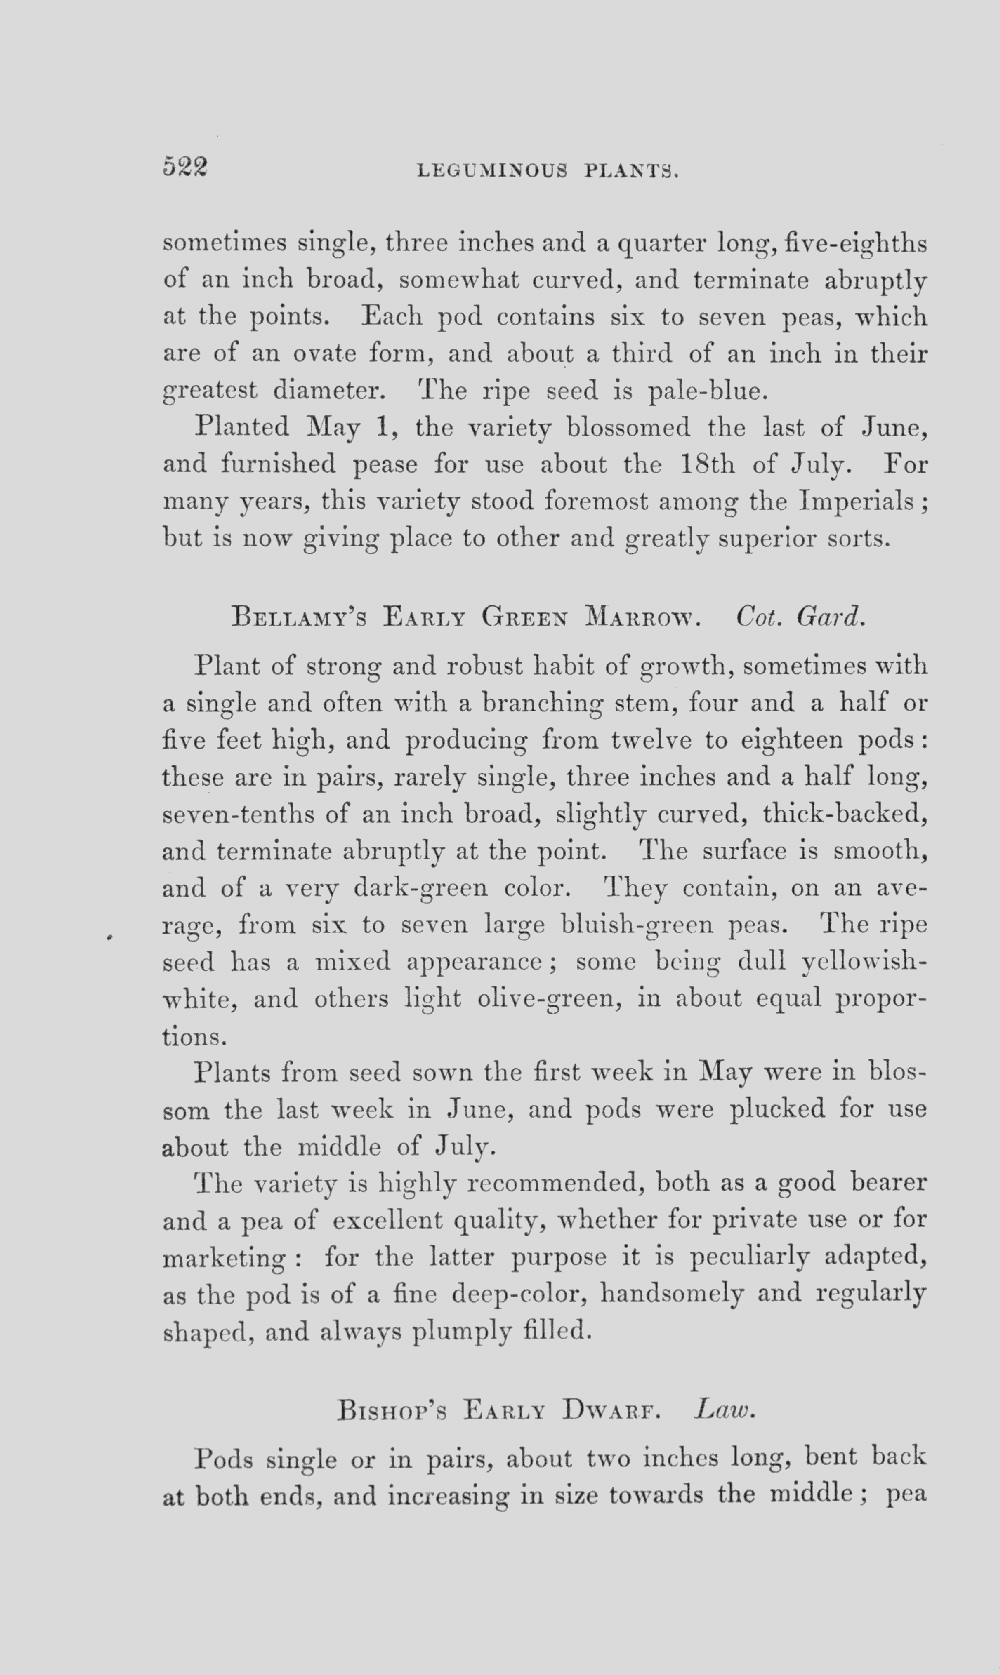 522 LEGUMINOUS PLANTS.
sometimes single, three inches and a quarter long, five-eighths
of an inch broad, somewhat curved, and terminate abruptly
at the points. Each pod contains six to seven peas, which
are of an ovate form, and about a third of an inch in their
greatest diameter. The ripe seed is pale-blue.
Planted May 1, the variety blossomed the last of June,
and furnished pease for use about the 18th of July. For
many years, this variety stood foremost among the Imperials;
but is now giving place to other and greatly superior sorts.
BELLAMY'S EARLY GREEN MARROW. Cot. Gard.
Plant of strong and robust habit of growth, sometimes with
a single and often with a branching stem, four and a half or
five feet high, and producing from twelve to eighteen pods:
these are in pairs, rarely single, three inches and a half long,
seven-tenths of an inch broad, slightly curved, thick-backed,
and terminate abruptly at the point. The surface is smooth,
and of a very dark-green color. They contain, on an ave-
rage, from six to seven large bluish-green peas. The ripe
seed has a mixed appearance; some being dull yellowish-
white, and others light olive-green, in about equal propor-
tions.
Plants from seed sown the first week in May were in blos-
som the last week in June, and pods were plucked for use
about the middle of July.
The variety is highly recommended, both as a good bearer
and a pea of excellent quality, whether for private use or for
marketing: for the latter purpose it is peculiarly adapted,
as the pod is of a fine deep-color, handsomely and regularly
shaped, and always plumply filled.
BISHOP'S EARLY DWARF. Law.
Pods single or in pairs, about two inches long, bent back
at both ends, and increasing in size towards the middle; pea